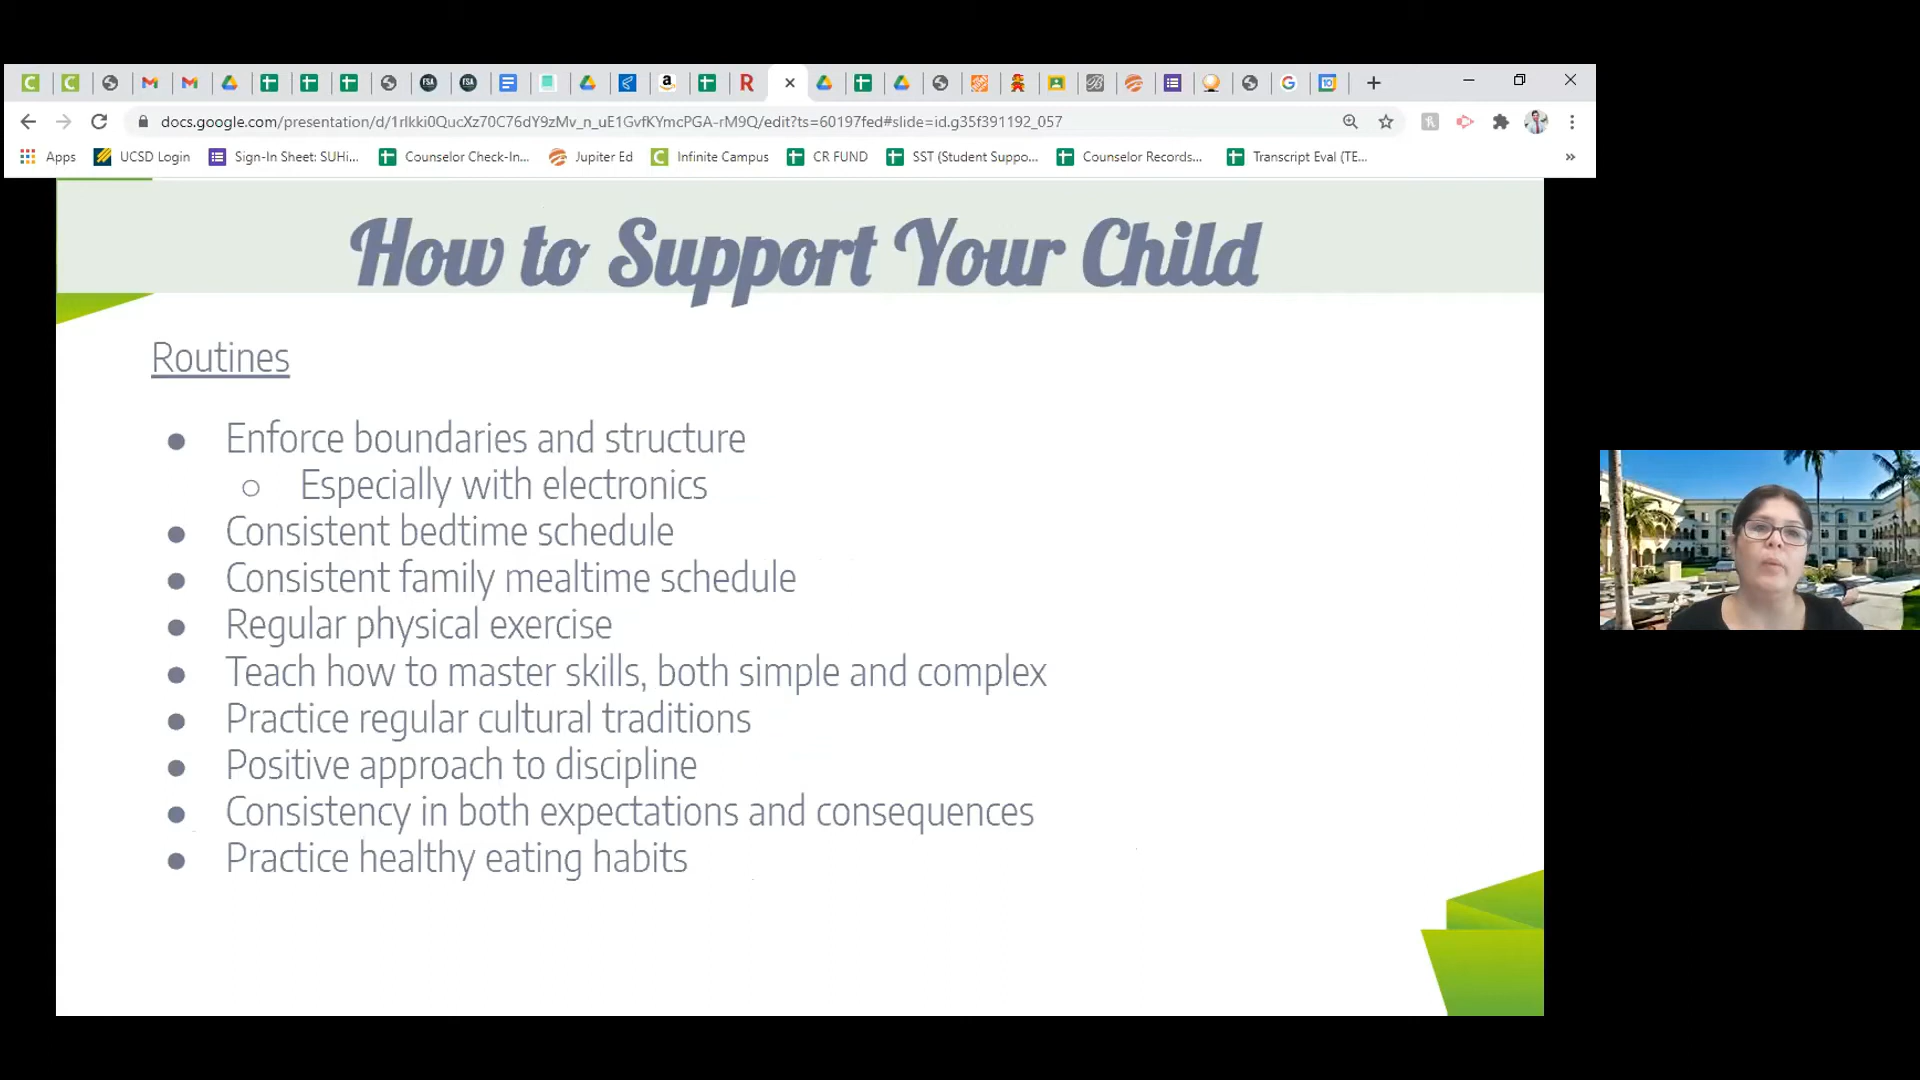 docs.google.com/presentation/d/1rlkki0QucXz70C76dY9zMv_n_uE1GvfKYmcPGA-rM9Q/edit?ts=60197fed#slide=id.g35f391192_057
Apps UCSD Login Sign-In Sheet: SUHi... Counselor Check-In... Jupiter Ed Infinite Campus CR FUND SST (Student Suppo... Counselor Records... Transcript Eval (TE... »
How to Support Your Child
Routines
● Enforce boundaries and structure
○ Especially with electronics
● Consistent bedtime schedule
● Consistent family mealtime schedule
● Regular physical exercise
● Teach how to master skills, both simple and complex
● Practice regular cultural traditions
● Positive approach to discipline
● Consistency in both expectations and consequences
● Practice healthy eating habits